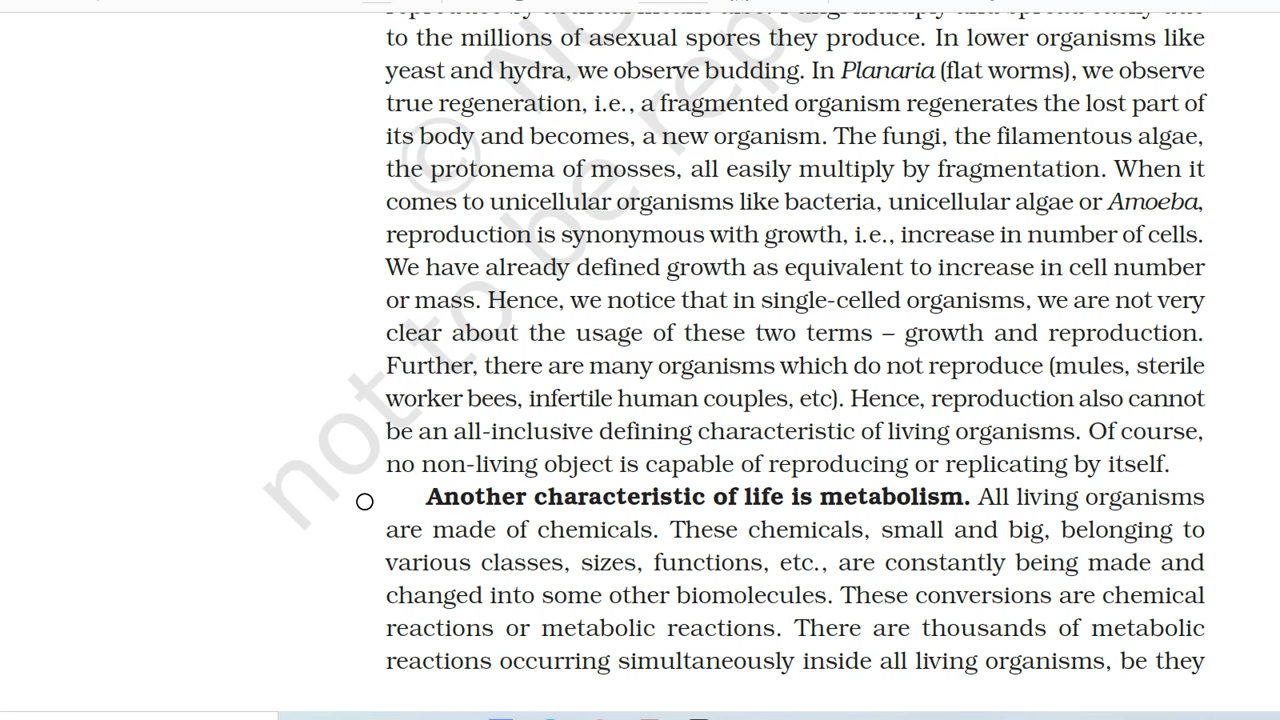 to the millions of asexual spores they produce. In lower organisms like
yeast and hydra, we observe budding. In Planaria (flat worms), we observe
true regeneration, i.e., a fragmented organism regenerates the lost part of
its body and becomes, a new organism. The fungi, the filamentous algae,
the protonema of mosses, all easily multiply by fragmentation. When it
comes to unicellular organisms like bacteria, unicellular algae or Amoeba,
reproduction is synonymous with growth, i.e., increase in number of cells.
We have already defined growth as equivalent to increase in cell number
or mass. Hence, we notice that in single-celled organisms, we are not very
clear about the usage of these two terms – growth and reproduction.
Further, there are many organisms which do not reproduce (mules, sterile
worker bees, infertile human couples, etc). Hence, reproduction also cannot
be an all-inclusive defining characteristic of living organisms. Of course,
no non-living object is capable of reproducing or replicating by itself.
Another characteristic of life is metabolism. All living organisms
are made of chemicals. These chemicals, small and big, belonging to
various classes, sizes, functions, etc., are constantly being made and
changed into some other biomolecules. These conversions are chemical
reactions or metabolic reactions. There are thousands of metabolic
reactions occurring simultaneously inside all living organisms, be they
© N
not to be rep